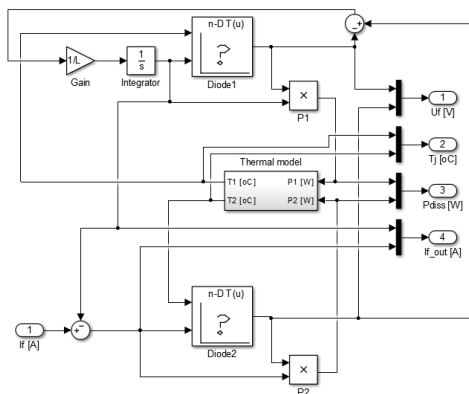 n-D T(u)
1/L
1
s
Gain
Integrator
Diode1
×
P1
1
Uf [V]
2
Tj [oC]
Thermal model
T1 [oC]
P1 [W]
T2 [oC]
P2 [W]
3
Pdiss [W]
4
If_out [A]
n-D T(u)
1
If [A]
Diode2
×
P2